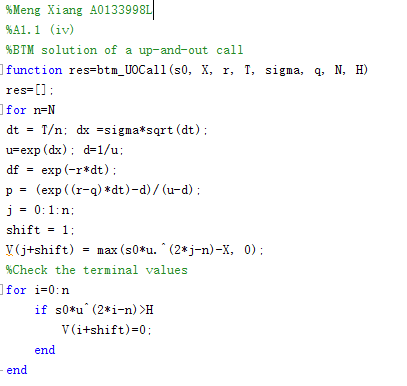 %Meng Xiang A0133998L
%A1.1 (iv)
%BTM solution of a up-and-out call
function res=btm_UOCall(s0, X, r, T, sigma, q, N, H)
res=[];
for n=N
dt = T/n; dx =sigma*sqrt(dt);
u=exp(dx); d=1/u;
df = exp(-r*dt);
p = (exp((r-q)*dt)-d)/(u-d);
j = 0:1:n;
shift = 1;
V(j+shift) = max(s0*u.^(2*j-n)-X, 0);
%Check the terminal values
for i=0:n
    if s0*u^(2*i-n)>H
        V(i+shift)=0;
    end
end